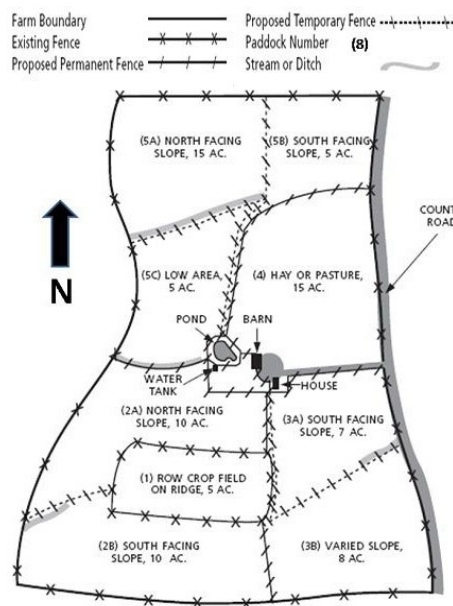 Farm Boundary
Existing Fence
Proposed Permanent Fence
Proposed Temporary Fence
Paddock Number (8)
Stream or Ditch
(5A) NORTH FACING
SLOPE, 15 AC.
(5B) SOUTH FACING
SLOPE, 5 AC.
N
COUNT
ROAD
(5C) LOW AREA,
5 AC.
(4) HAY OR PASTURE,
15 AC.
POND
BARN
WATER
TANK
HOUSE
(2A) NORTH FACING
SLOPE, 10 AC.
(3A) SOUTH FACING
SLOPE, 7 AC.
(1) ROW CROP FIELD
ON RIDGE, 5 AC.
(2B) SOUTH FACING
SLOPE, 10 AC.
(3B) VARIED SLOPE,
8 AC.